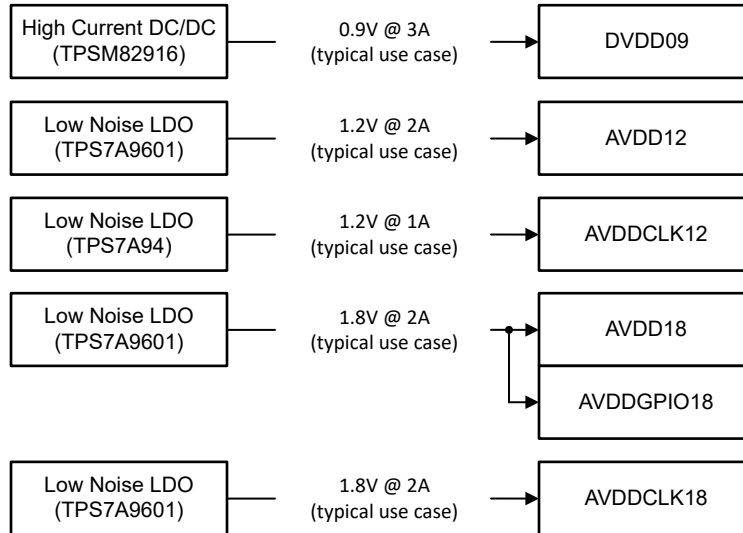 High Current DC/DC
(TPSM82916)
0.9V @ 3A
(typical use case)
DVDD09
Low Noise LDO
(TPS7A9601)
1.2V @ 2A
(typical use case)
AVDD12
Low Noise LDO
(TPS7A94)
1.2V @ 1A
(typical use case)
AVDDCLK12
Low Noise LDO
(TPS7A9601)
1.8V @ 2A
(typical use case)
AVDD18
AVDDGPIO18
Low Noise LDO
(TPS7A9601)
1.8V @ 2A
(typical use case)
AVDDCLK18